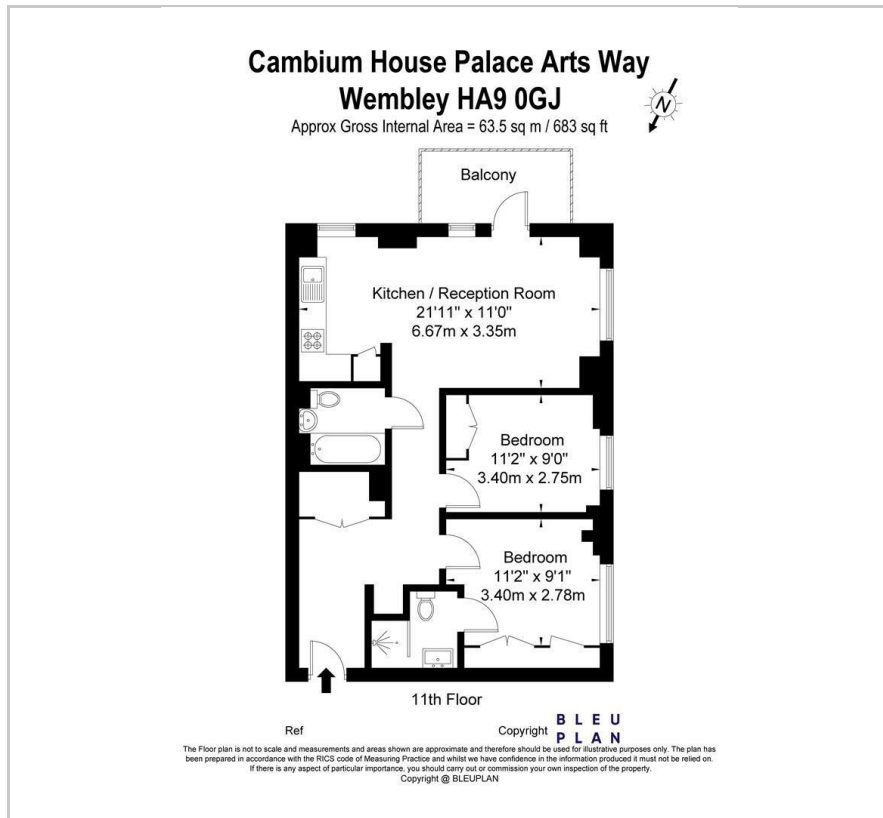 Cambium House Palace Arts Way
Wembley HA9 0GJ
Approx Gross Internal Area = 63.5 sq m / 683 sq ft
N
Balcony
Kitchen / Reception Room
21'11" x 11'0"
6.67m x 3.35m
Bedroom
11'2" x 9'0"
3.40m x 2.75m
Bedroom
11'2" x 9'1"
3.40m x 2.78m
11th Floor
Ref
Copyright
BLEU
PLAN
The Floor plan is not to scale and measurements and areas shown are approximate and therefore should be used for illustrative purposes only. The plan has
been prepared in accordance with the RICS code of Measuring Practice and whilst we have confidence in the information produced it must not be relied on.
If there is any aspect of particular importance, you should carry out or commission your own inspection of the property.
Copyright @ BLEUPLAN